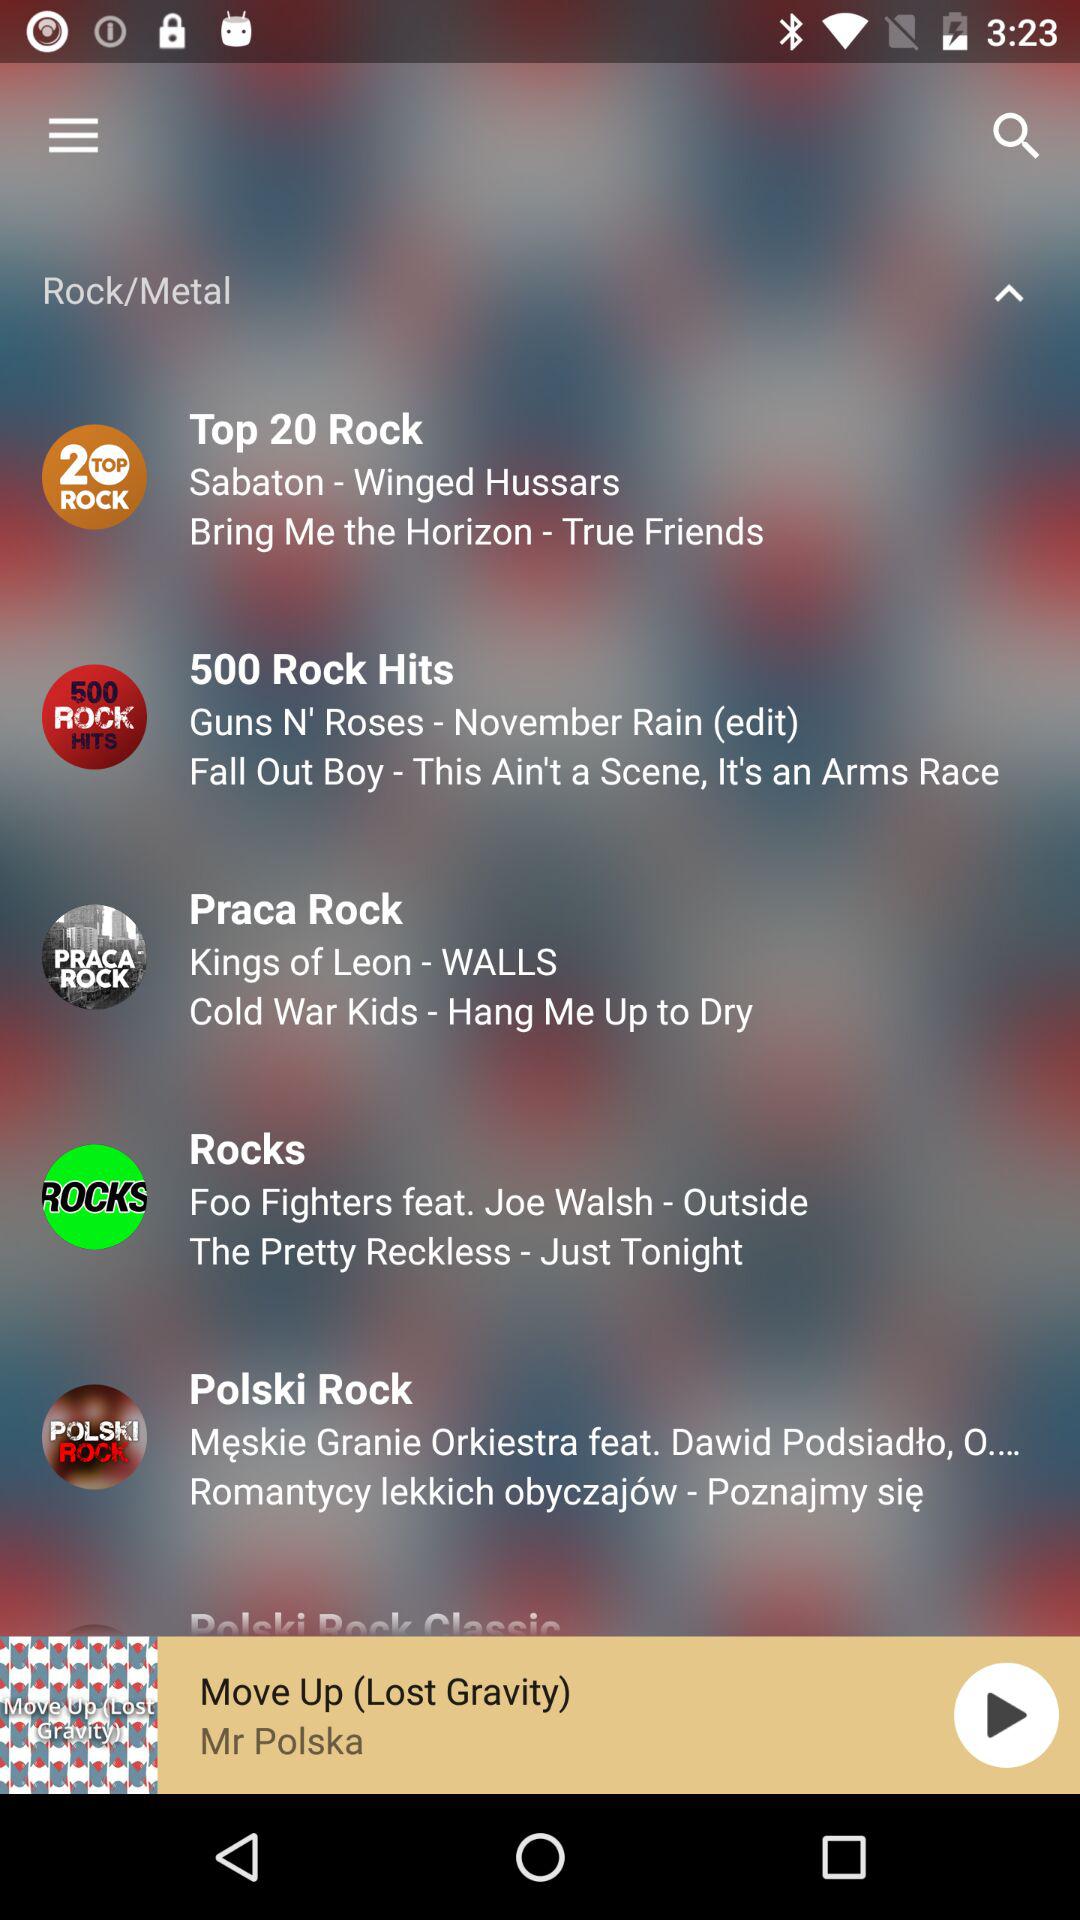 3:23
Rock/Metal
Top 20 Rock
Sabaton - Winged Hussars
Bring Me the Horizon - True Friends
20 TOP
ROCK
500 Rock Hits
Guns N' Roses - November Rain (edit)
Fall Out Boy - This Ain't a Scene, It's an Arms Race
500
ROCK
HITS
Praca Rock
Kings of Leon - WALLS
Cold War Kids - Hang Me Up to Dry
PRACA
ROCK
Rocks
Foo Fighters feat. Joe Walsh - Outside
The Pretty Reckless - Just Tonight
ROCKS
Polski Rock
Męskie Granie Orkiestra feat. Dawid Podsiadło, O....
Romantycy lekkich obyczajów - Poznajmy się
POLSKI
ROCK
Polski Rock Classic
Move Up (Lost
Gravity)
Move Up (Lost Gravity)
Mr Polska